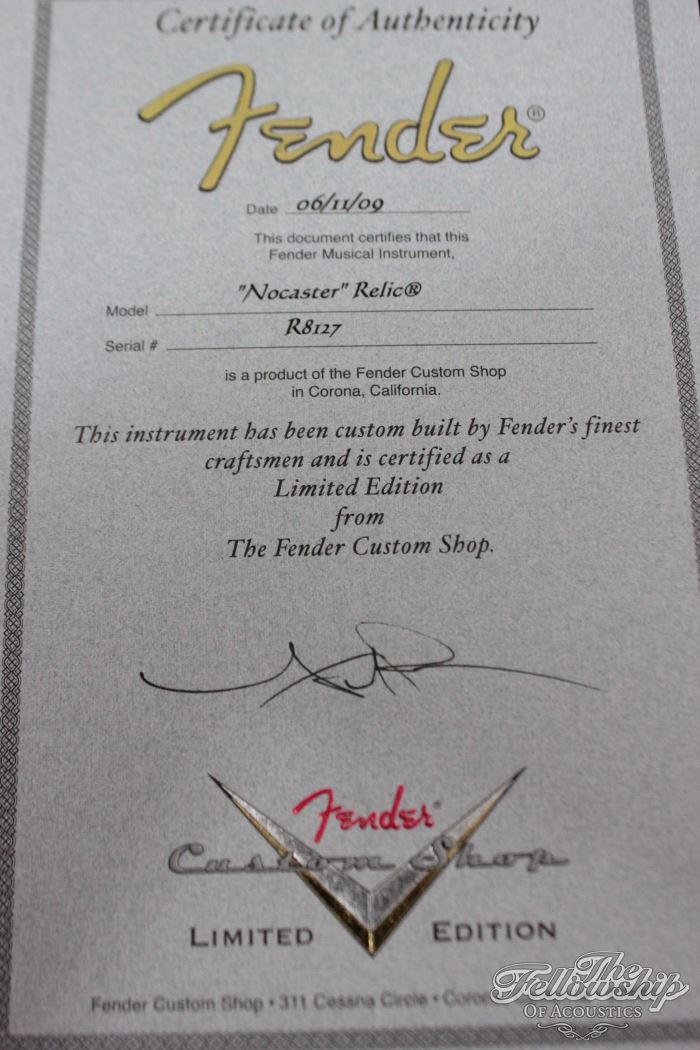 Certificate of Authenticity
Fender®
Date 06/11/09
This document certifies that this
Fender Musical Instrument,
Model "Nocaster" Relic®
Serial # R8127
is a product of the Fender Custom Shop
in Corona, California.
This instrument has been custom built by Fender's finest
craftsmen and is certified as a
Limited Edition
from
The Fender Custom Shop.
Fender®
Custom Shop
LIMITED EDITION
Fender Custom Shop • 311 Cessna Circle •
The
Fellowship
OF ACOUSTICS